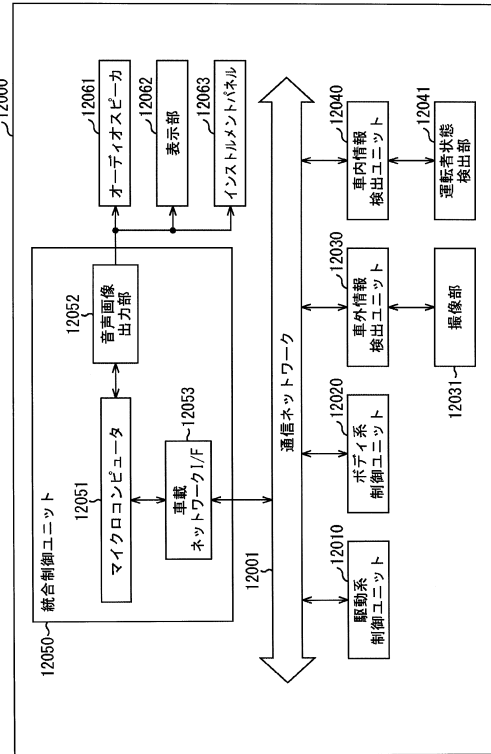 12000
12050
統合制御ユニット
12051
マイクロコンピュータ
12052
音声画像
出力部
12053
車載
ネットワークI/F
12061
オーディオスピーカ
12062
表示部
12063
インストルメントパネル
12001
通信ネットワーク
12010
駆動系
制御ユニット
12020
ボディ系
制御ユニット
12030
車外情報
検出ユニット
12031
撮像部
12040
車内情報
検出ユニット
12041
運転者状態
検出部